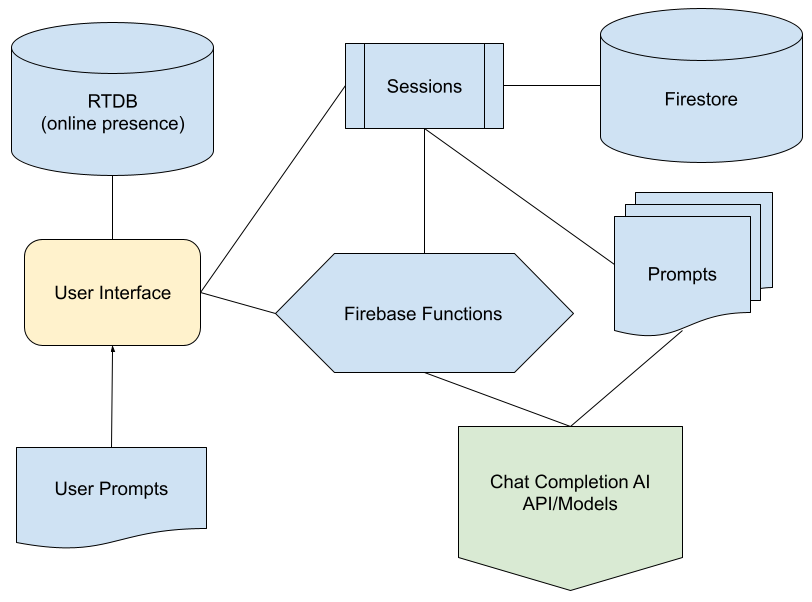 RTDB
(online presence)
Sessions
Firestore
User Interface
Firebase Functions
Prompts
User Prompts
Chat Completion AI
API/Models